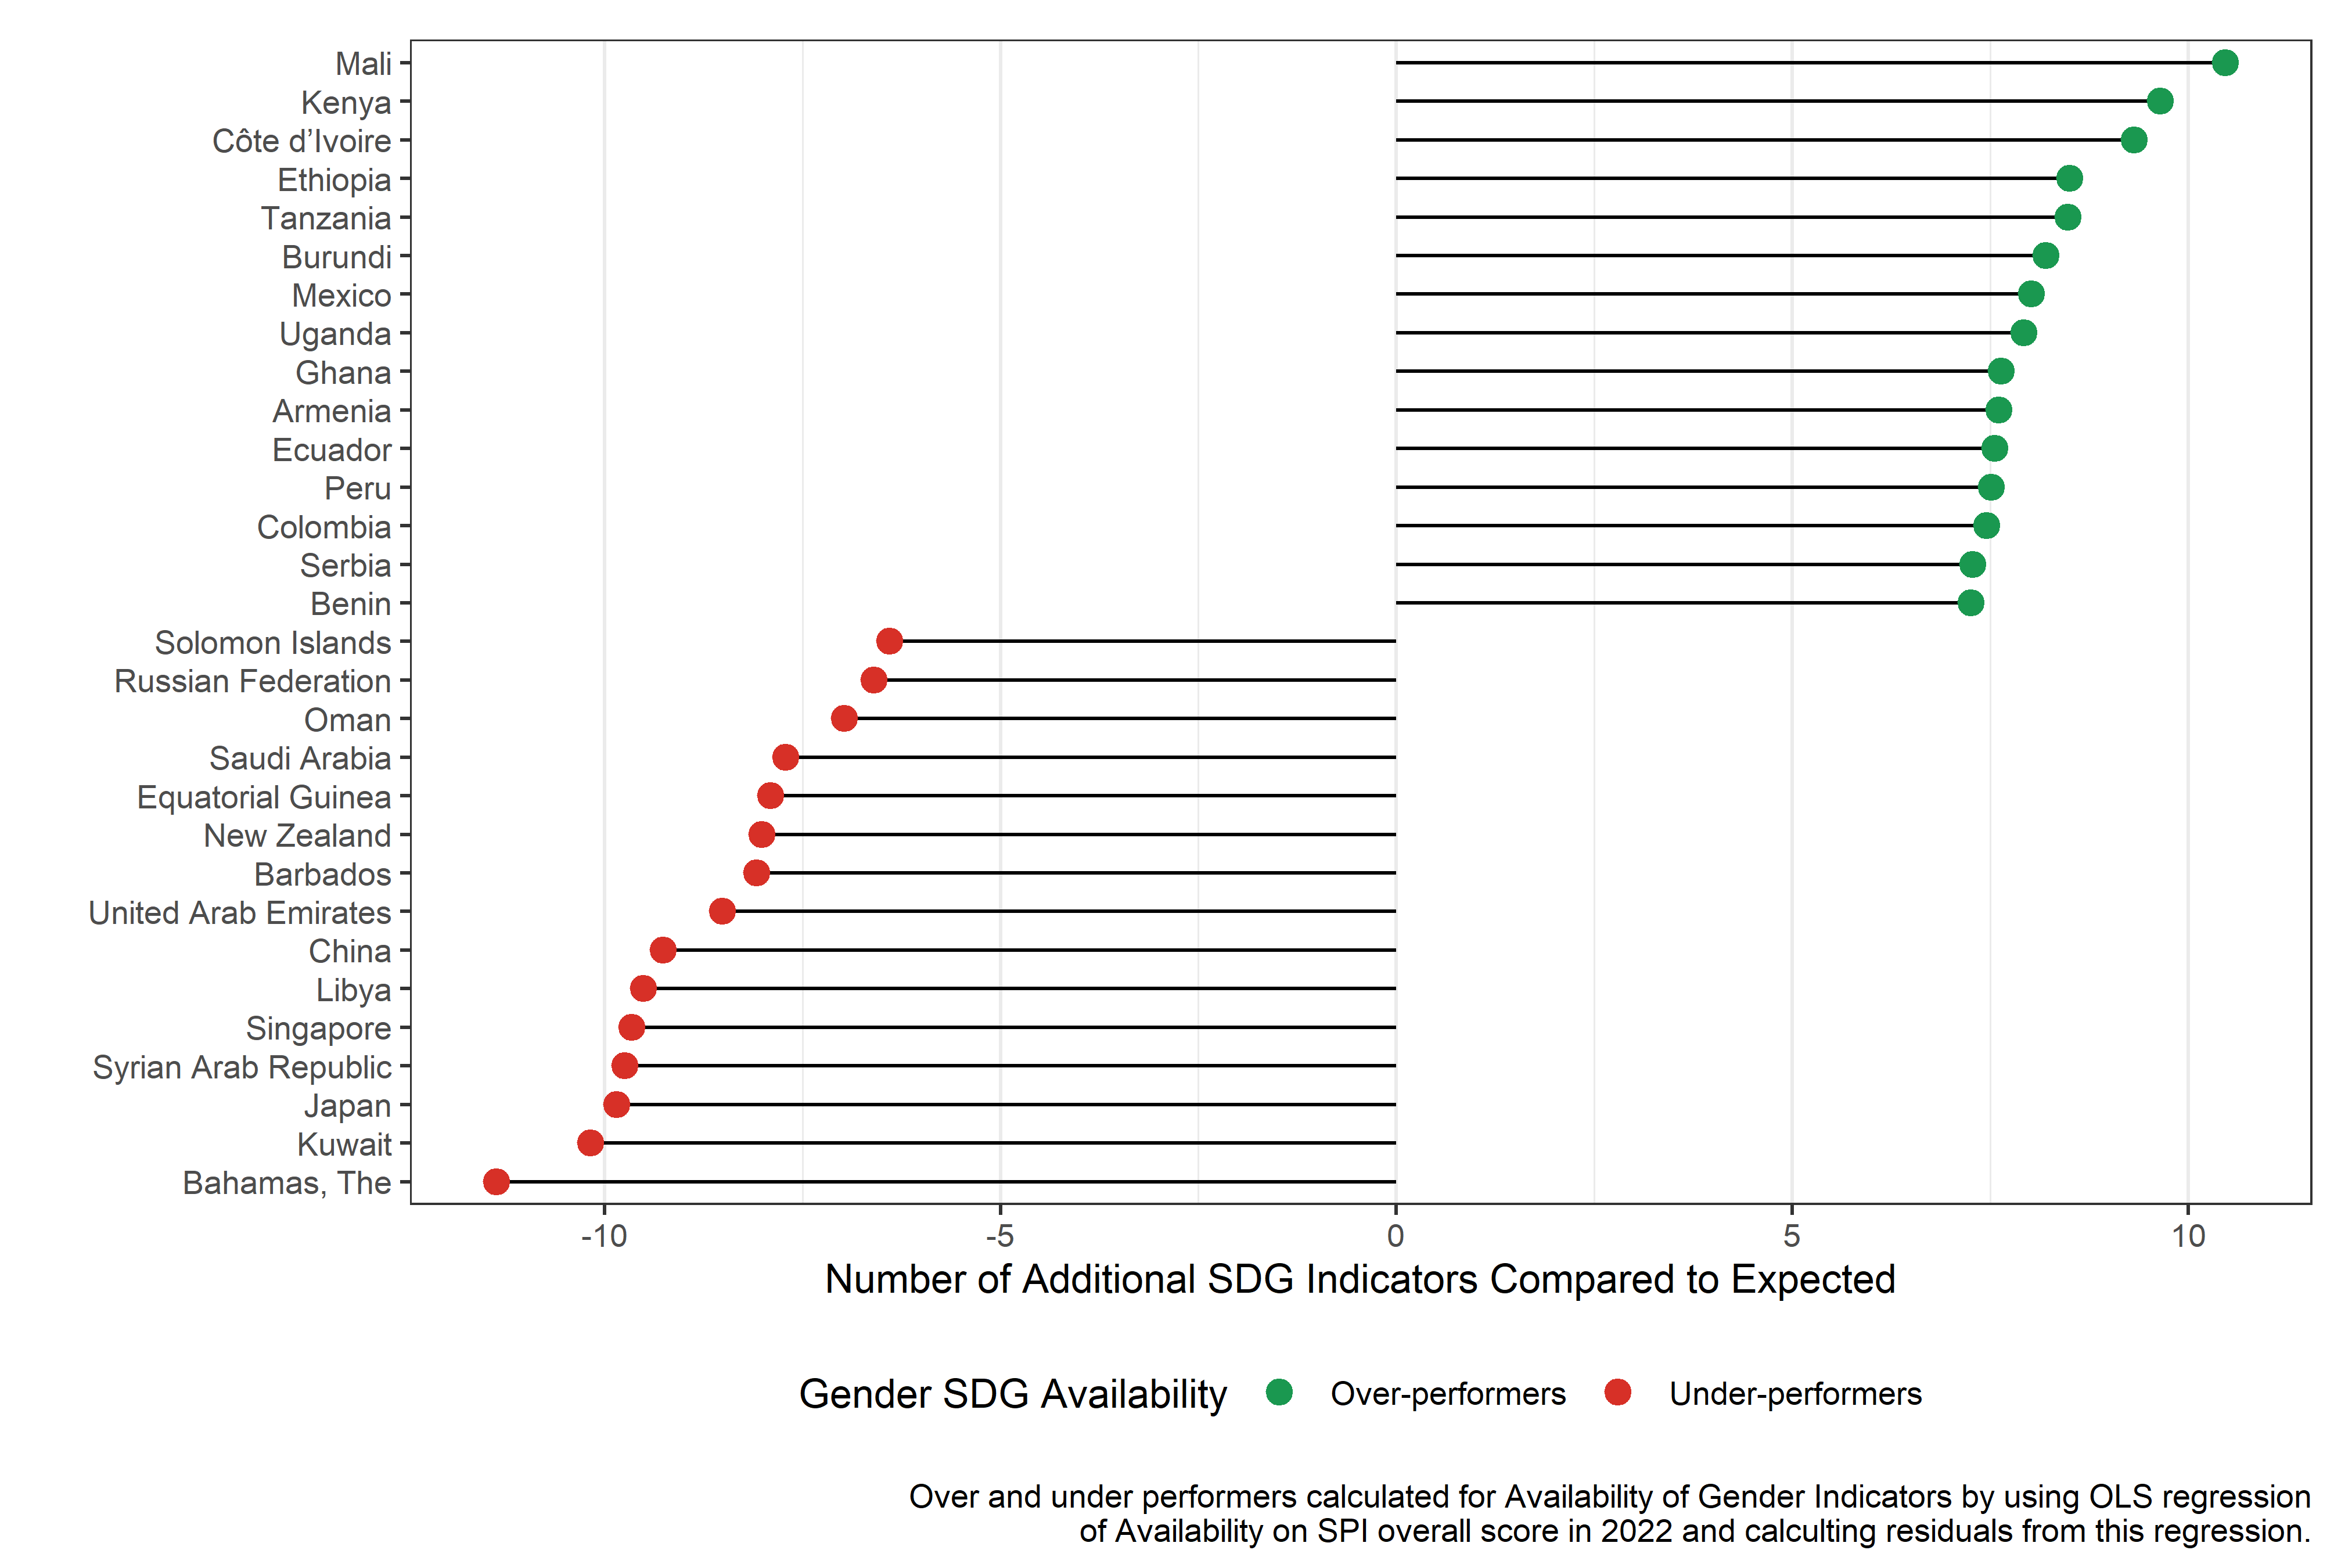 Mali
Kenya
Côte d’Ivoire
Ethiopia
Tanzania
Burundi
Mexico
Uganda
Ghana
Armenia
Ecuador
Peru
Colombia
Serbia
Benin
Solomon Islands
Russian Federation
Oman
Saudi Arabia
Equatorial Guinea
New Zealand
Barbados
United Arab Emirates
China
Libya
Singapore
Syrian Arab Republic
Japan
Kuwait
Bahamas, The
-10 -5 0 5 10
Number of Additional SDG Indicators Compared to Expected
Gender SDG Availability Over-performers Under-performers
Over and under performers calculated for Availability of Gender Indicators by using OLS regression
of Availability on SPI overall score in 2022 and calculting residuals from this regression.